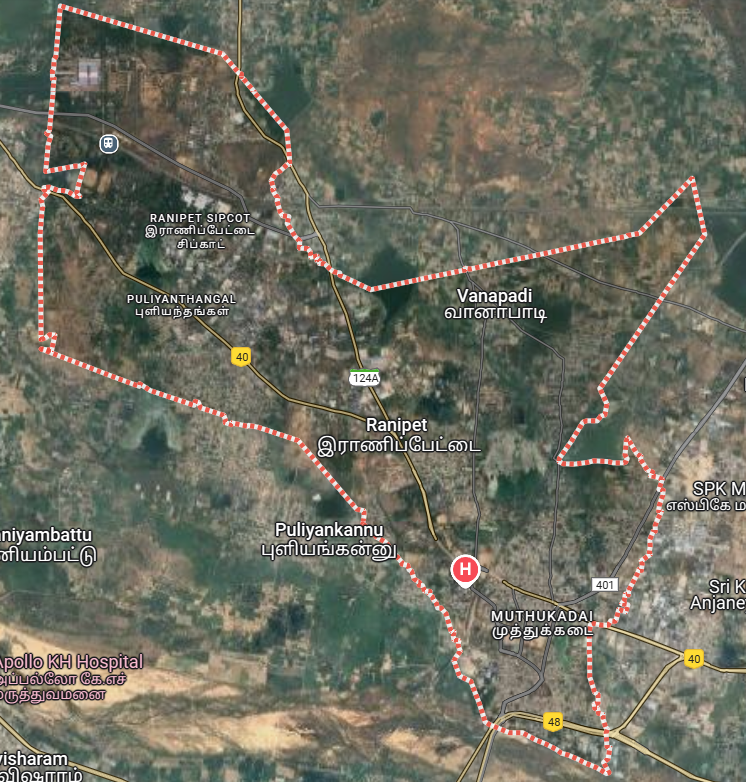 RANIPET SIPCOT
இராணிப்பேட்டை
சிப்காட்
PULIYANTHANGAL
புளியந்தங்கள்
Vanapadi
வானாபாடி
40
124A
Ranipet
இராணிப்பேட்டை
SPK M
எஸ்பிகே ம
Puliyankannu
புளியங்கன்னு
aniyambattu
னியம்பட்டு
H
401
Sri K
Anjane
MUTHUKADAI
முத்துக்கடை
Apollo KH Hospital
அப்பல்லோ கே.எச்
மருத்துவமனை
40
48
visharam
விஷாரம்